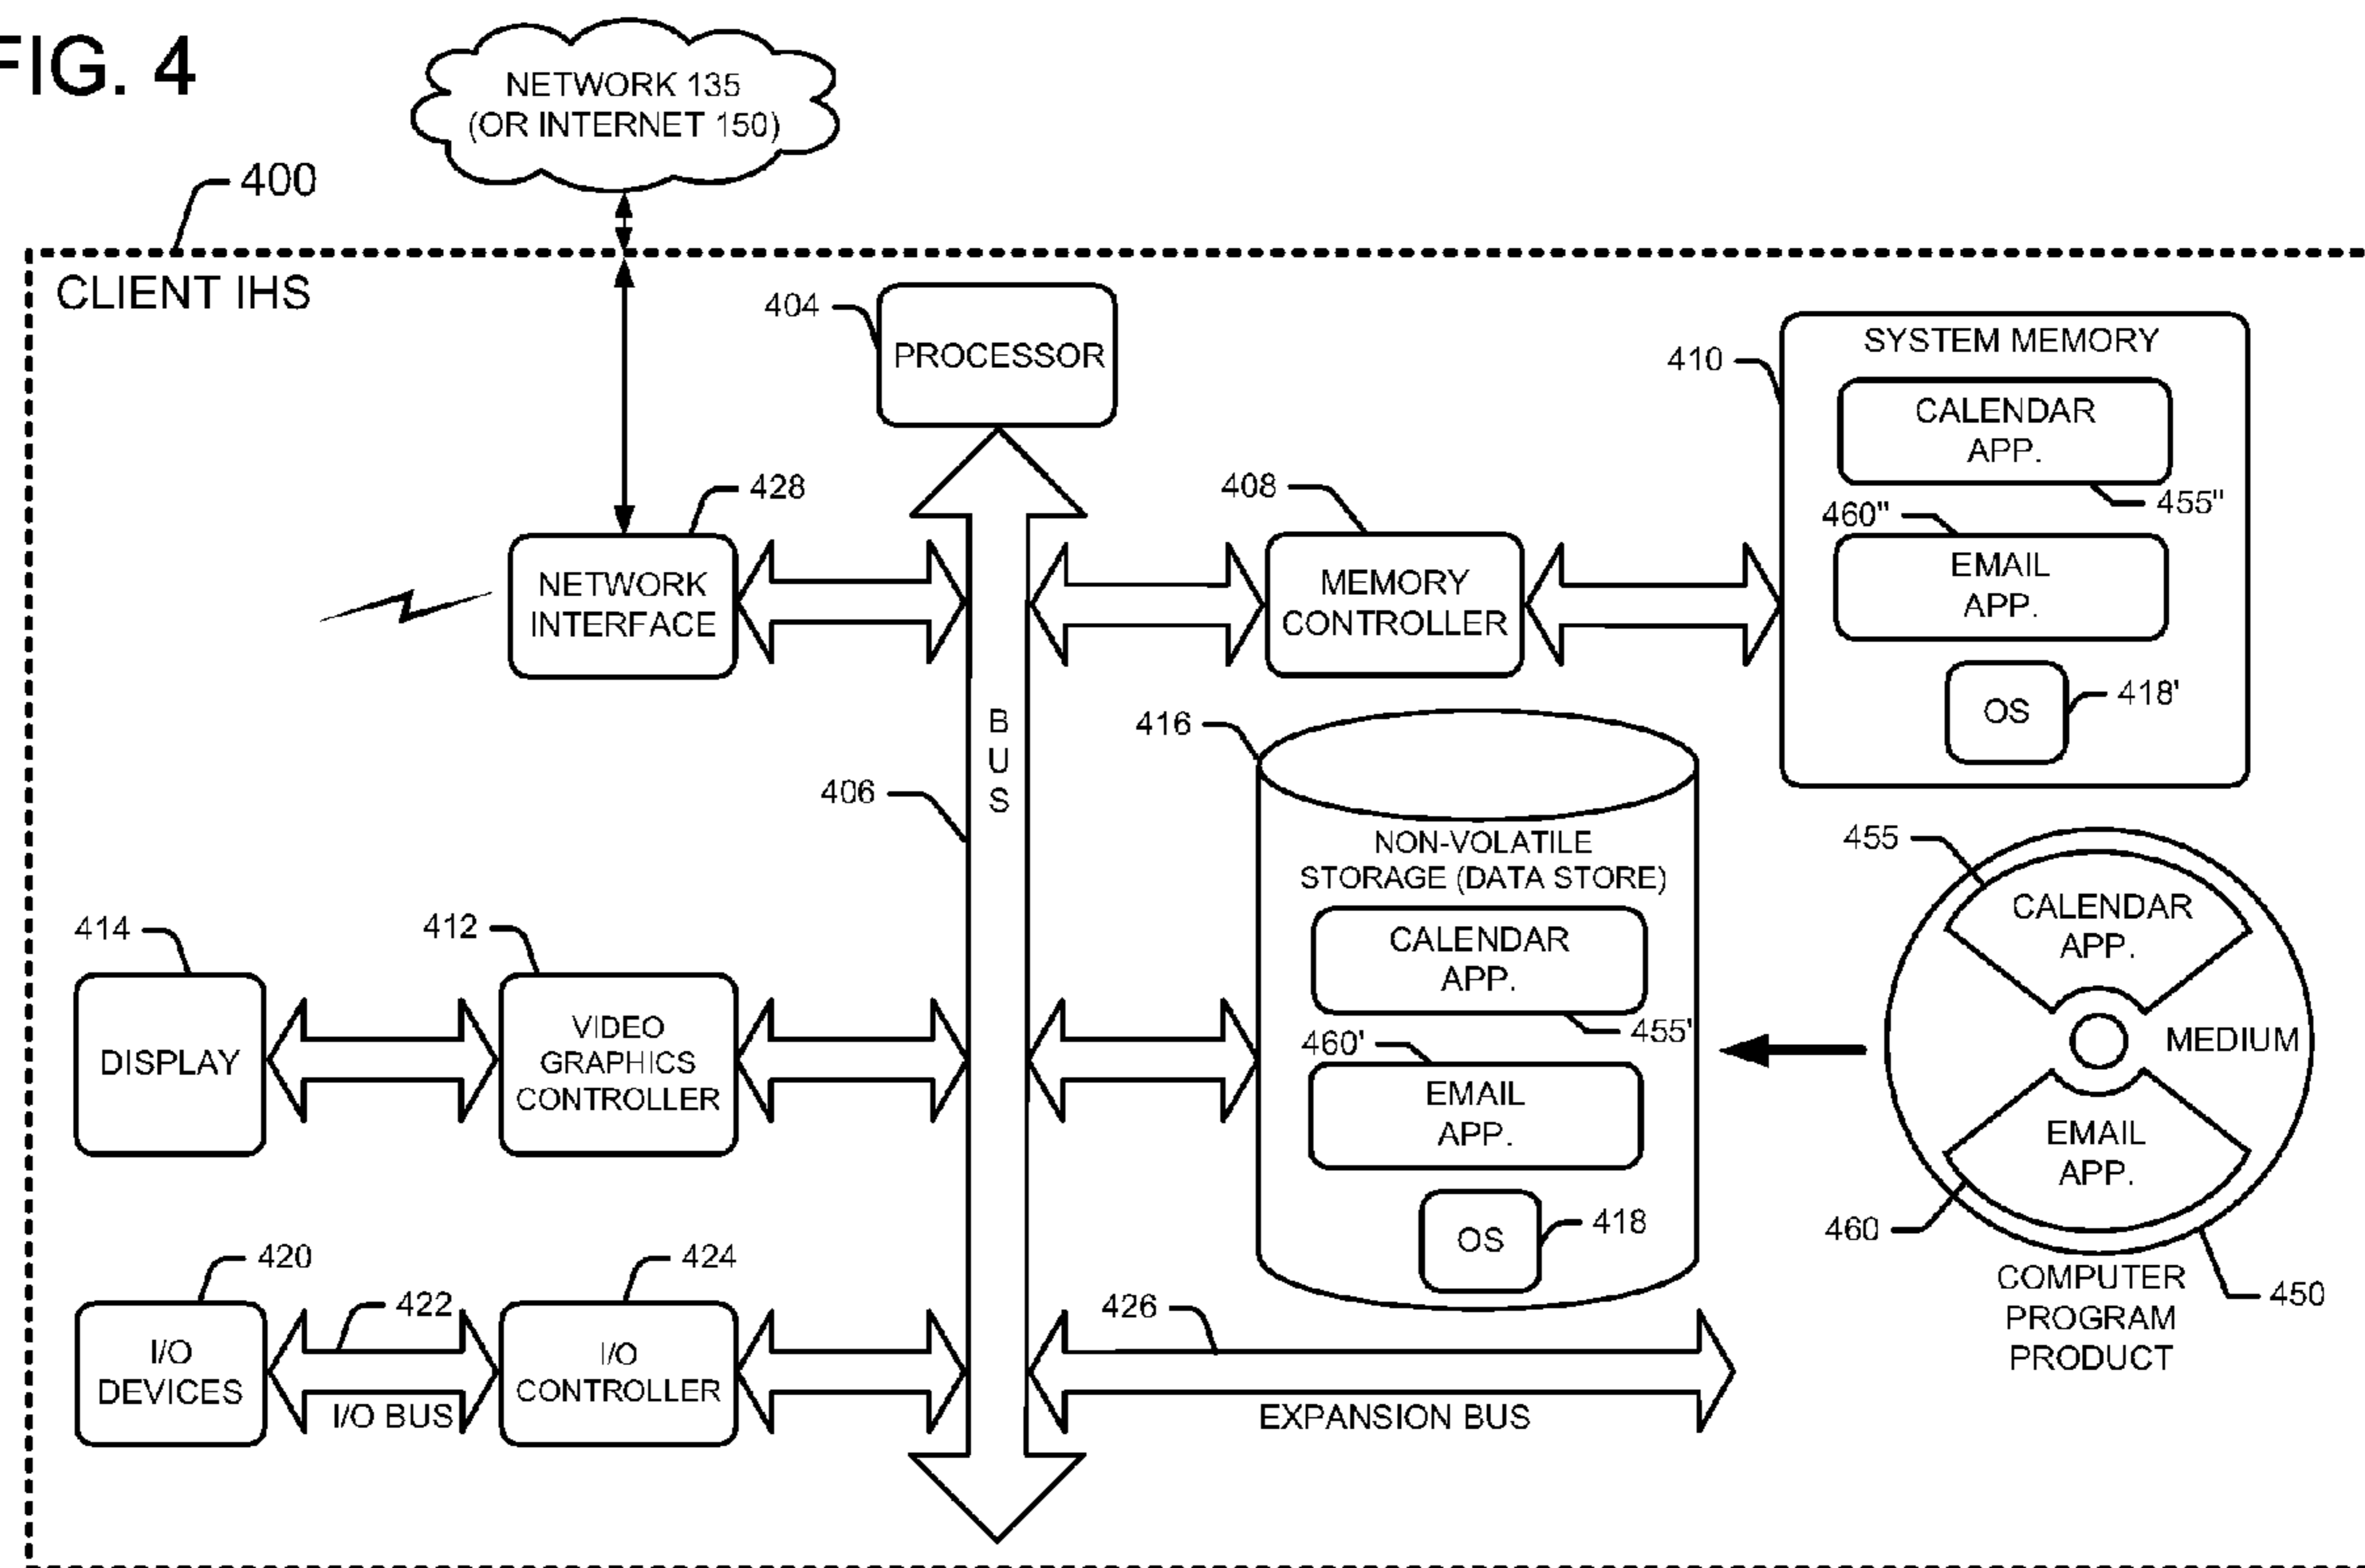 FIG. 4
NETWORK 135
(OR INTERNET 150)
400
CLIENT IHS
404
PROCESSOR
410
SYSTEM MEMORY
CALENDAR
APP.
455"
460"
EMAIL
APP.
OS
418'
428
NETWORK
INTERFACE
408
MEMORY
CONTROLLER
B
U
S
406
416
NON-VOLATILE
STORAGE (DATA STORE)
CALENDAR
APP.
455'
460'
EMAIL
APP.
OS
418
455
CALENDAR
APP.
MEDIUM
EMAIL
APP.
460
450
COMPUTER
PROGRAM
PRODUCT
414
DISPLAY
412
VIDEO
GRAPHICS
CONTROLLER
420
I/O
DEVICES
422
I/O BUS
424
I/O
CONTROLLER
426
EXPANSION BUS